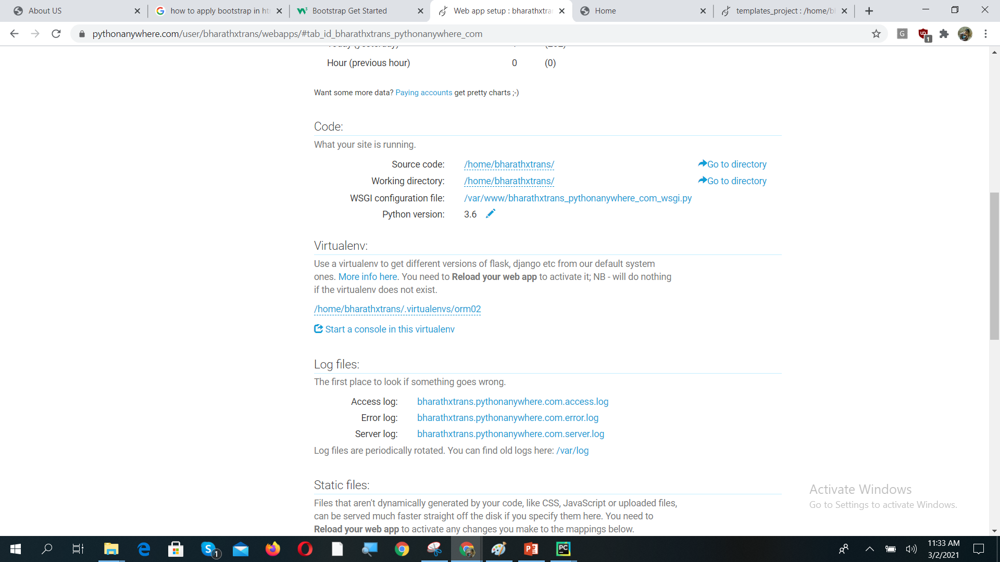 About US
how to apply bootstrap in ht
Bootstrap Get Started
Web app setup : bharathxtra
Home
templates_project : /home/b
pythonanywhere.com/user/bharathxtrans/webapps/#tab_id_bharathxtrans_pythonanywhere_com
Hour (previous hour) 0 (0)
Want some more data? Paying accounts get pretty charts ;-)
Code:
What your site is running.
Source code: /home/bharathxtrans/ Go to directory
Working directory: /home/bharathxtrans/ Go to directory
WSGI configuration file: /var/www/bharathxtrans_pythonanywhere_com_wsgi.py
Python version: 3.6
Virtualenv:
Use a virtualenv to get different versions of flask, django etc from our default system
ones. More info here. You need to Reload your web app to activate it; NB - will do nothing
if the virtualenv does not exist.
/home/bharathxtrans/.virtualenvs/orm02
Start a console in this virtualenv
Log files:
The first place to look if something goes wrong.
Access log: bharathxtrans.pythonanywhere.com.access.log
Error log: bharathxtrans.pythonanywhere.com.error.log
Server log: bharathxtrans.pythonanywhere.com.server.log
Log files are periodically rotated. You can find old logs here: /var/log
Static files:
Files that aren't dynamically generated by your code, like CSS, JavaScript or uploaded files,
can be served much faster straight off the disk if you specify them here. You need to
Reload your web app to activate any changes you make to the mappings below.
Activate Windows
Go to Settings to activate Windows.
11:33 AM
3/2/2021